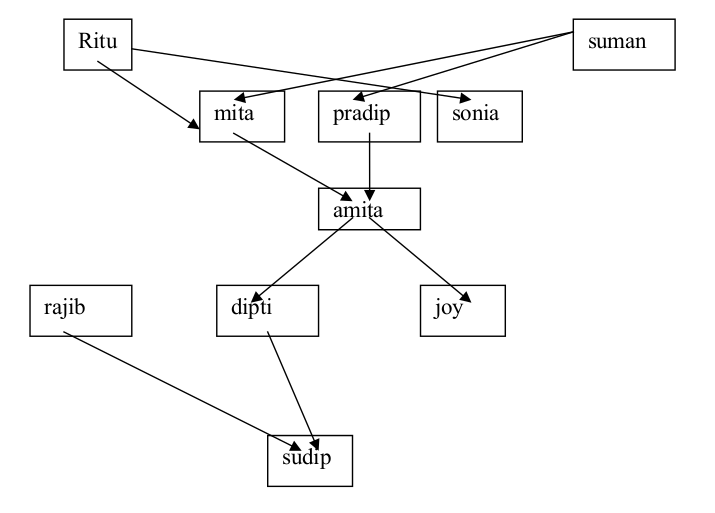 Ritu
suman
mita
pradip
sonia
amita
rajib
dipti
joy
sudip